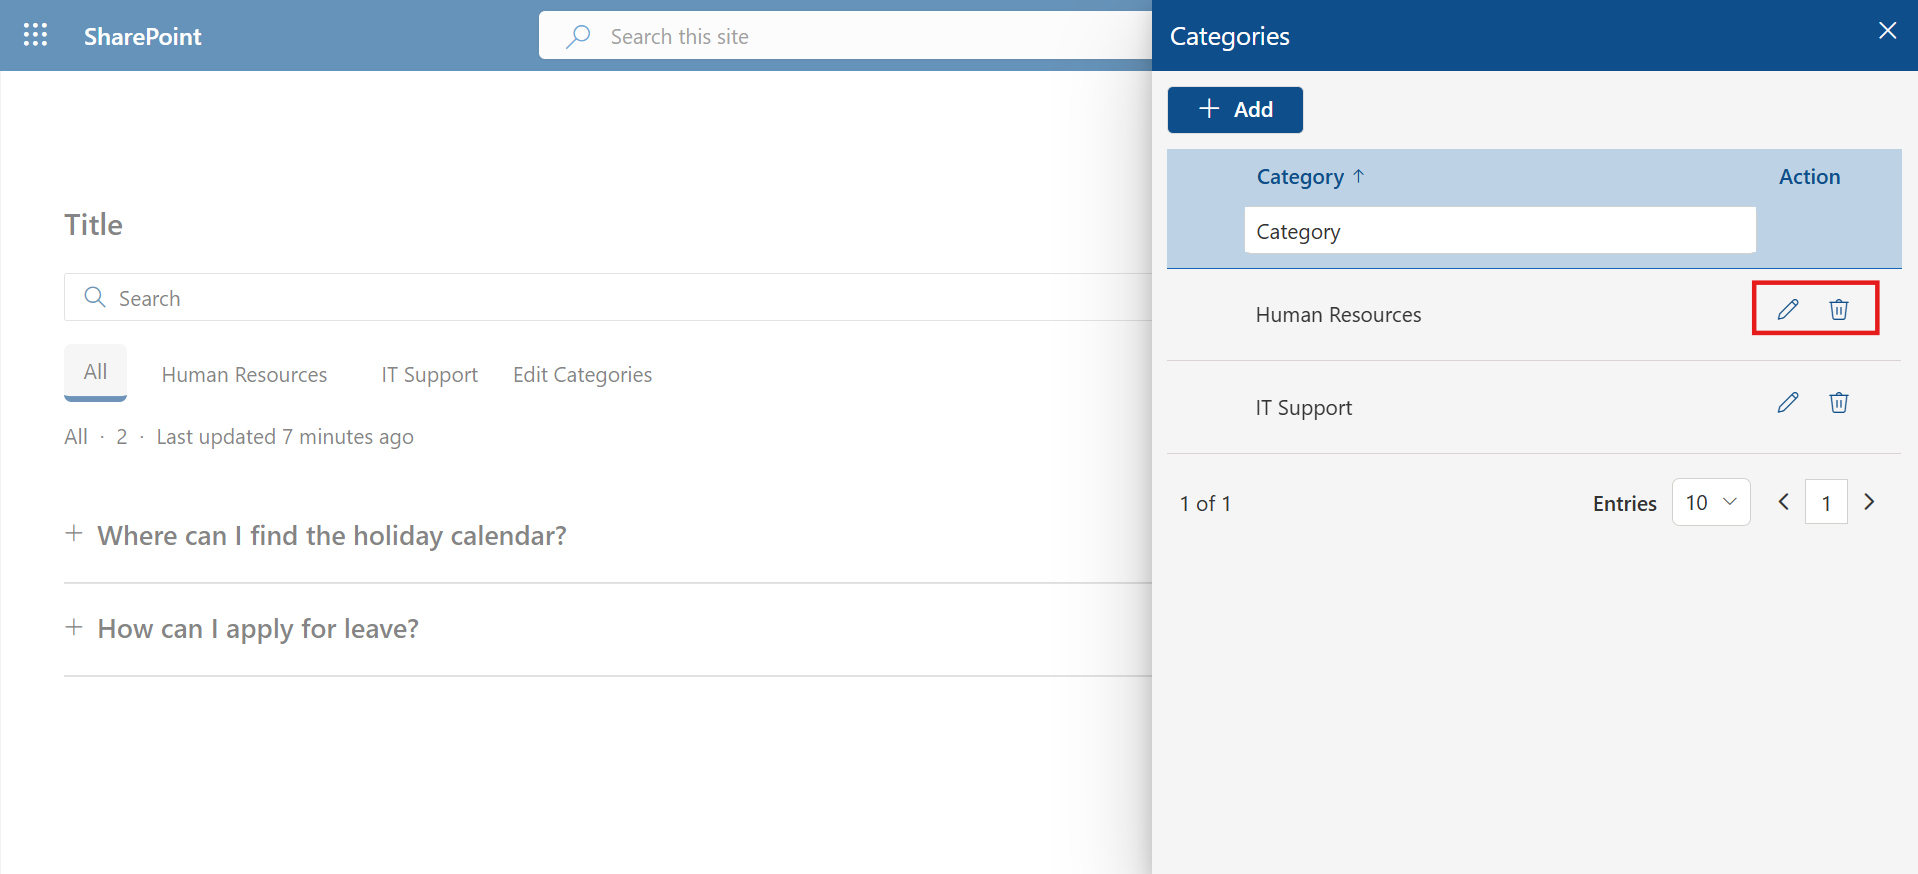 SharePoint
Search this site
Title
Search
All
Human Resources
IT Support
Edit Categories
All · 2 · Last updated 7 minutes ago
Where can I find the holiday calendar?
How can I apply for leave?
Categories
Add
Category ↑
Action
Category
Human Resources
IT Support
1 of 1
Entries
10
1